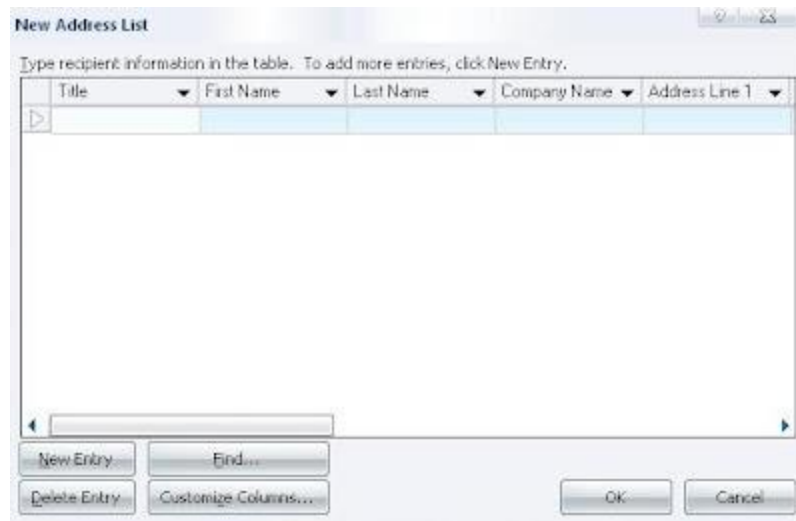 New Address List
Type recipient information in the table. To add more entries, click New Entry.
Title First Name Last Name Company Name Address Line 1
New Entry Find...
Delete Entry Customize Columns... OK Cancel